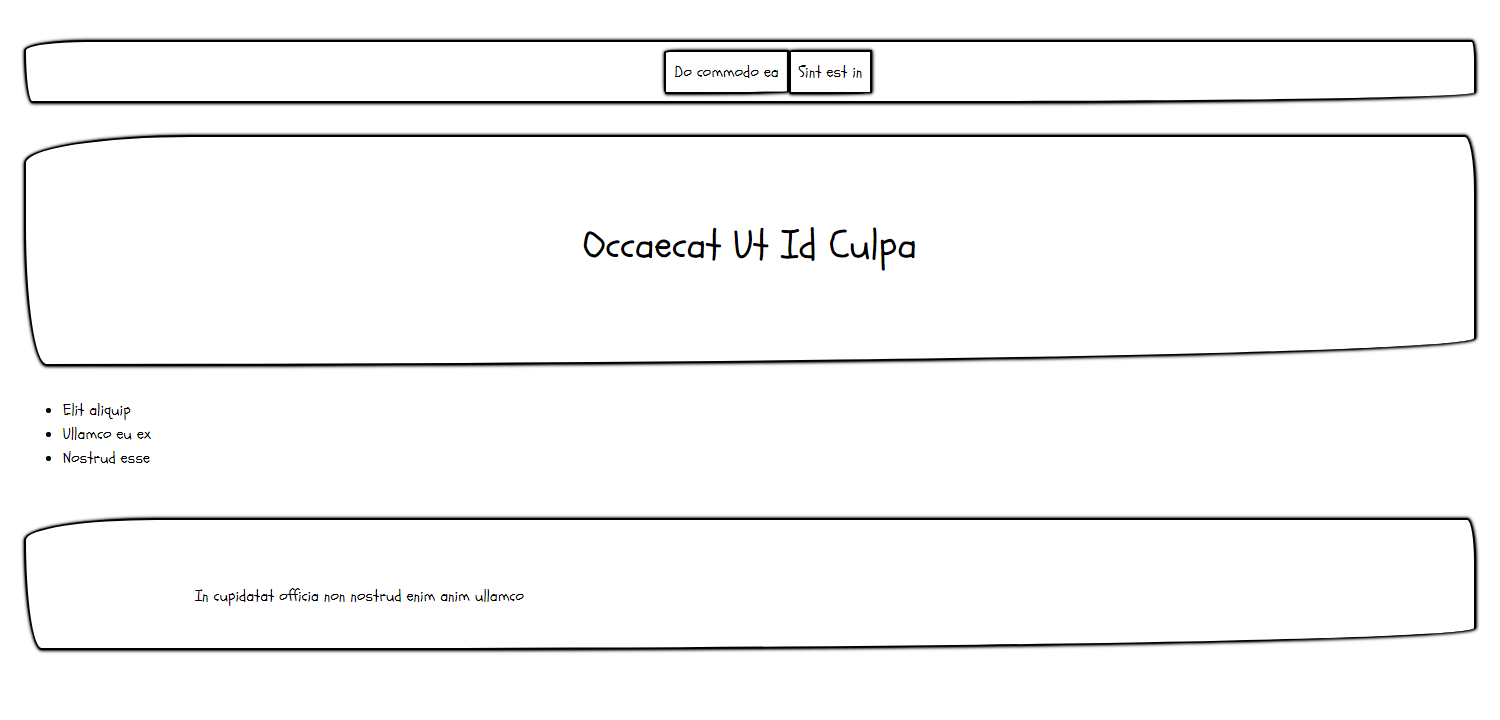 Do commodo ea Sint est in
Occaecat Ut Id Culpa
Elit aliquip
Ullamco eu ex
Nostrud esse
In cupidatat officia non nostrud enim anim ullamco